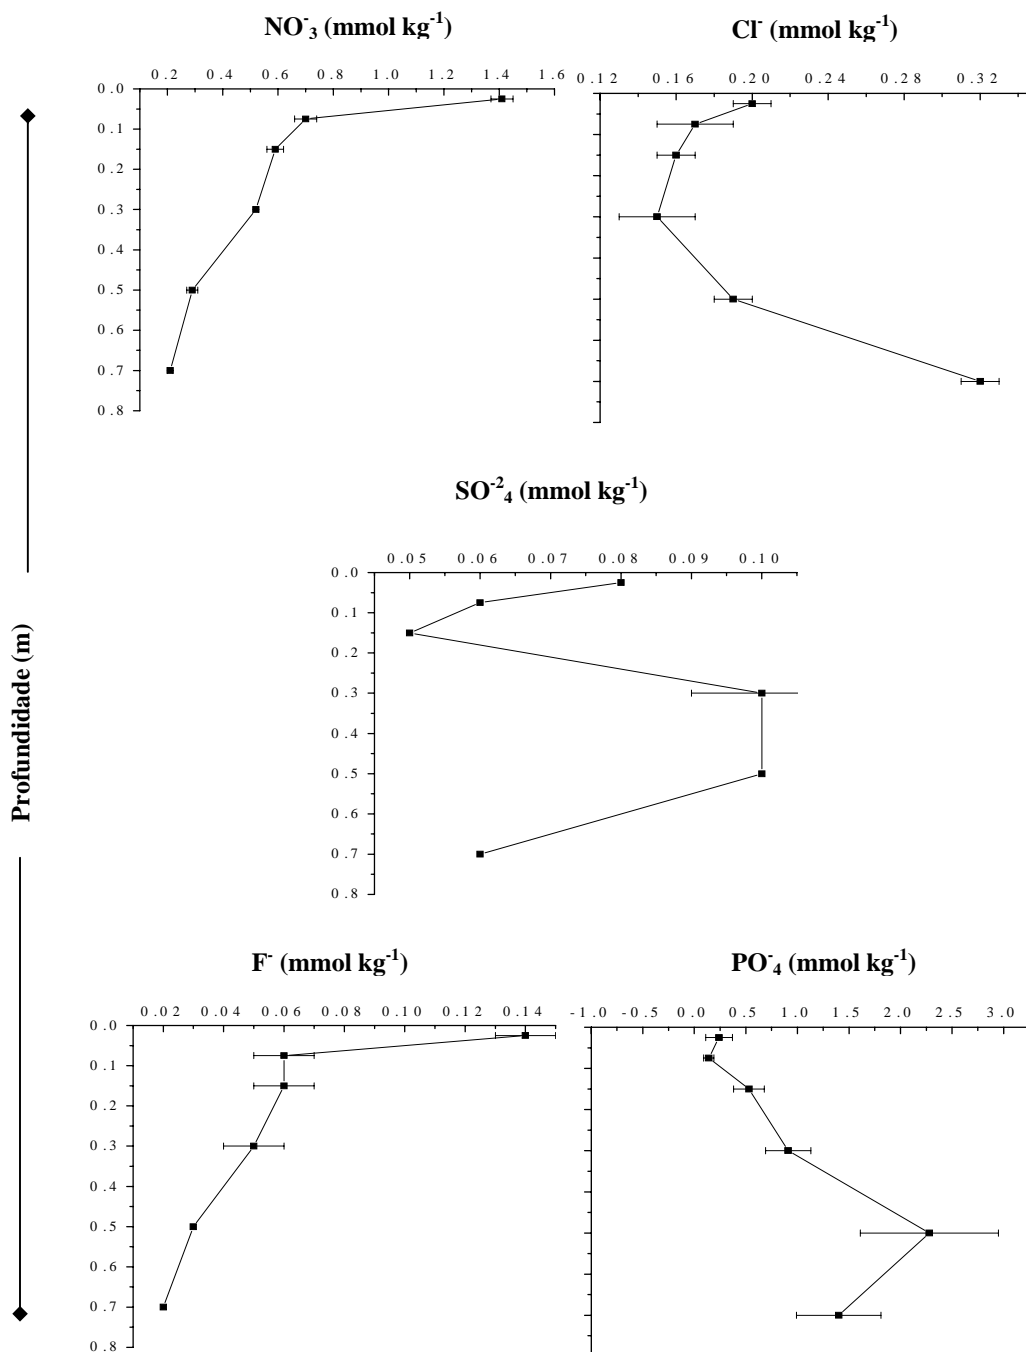 NO⁻₃ (mmol kg⁻¹)
0.2 0.4 0.6 0.8 1.0 1.2 1.4 1.6
0.0
0.1
0.2
0.3
0.4
0.5
0.6
0.7
0.8
Cl⁻ (mmol kg⁻¹)
0.12 0.16 0.20 0.24 0.28 0.32
SO⁻²₄ (mmol kg⁻¹)
0.05 0.06 0.07 0.08 0.09 0.10
0.0
0.1
0.2
0.3
0.4
0.5
0.6
0.7
0.8
Profundidade (m)
F⁻ (mmol kg⁻¹)
0.02 0.04 0.06 0.08 0.10 0.12 0.14
0.0
0.1
0.2
0.3
0.4
0.5
0.6
0.7
0.8
PO⁻₄ (mmol kg⁻¹)
-1.0 -0.5 0.0 0.5 1.0 1.5 2.0 2.5 3.0